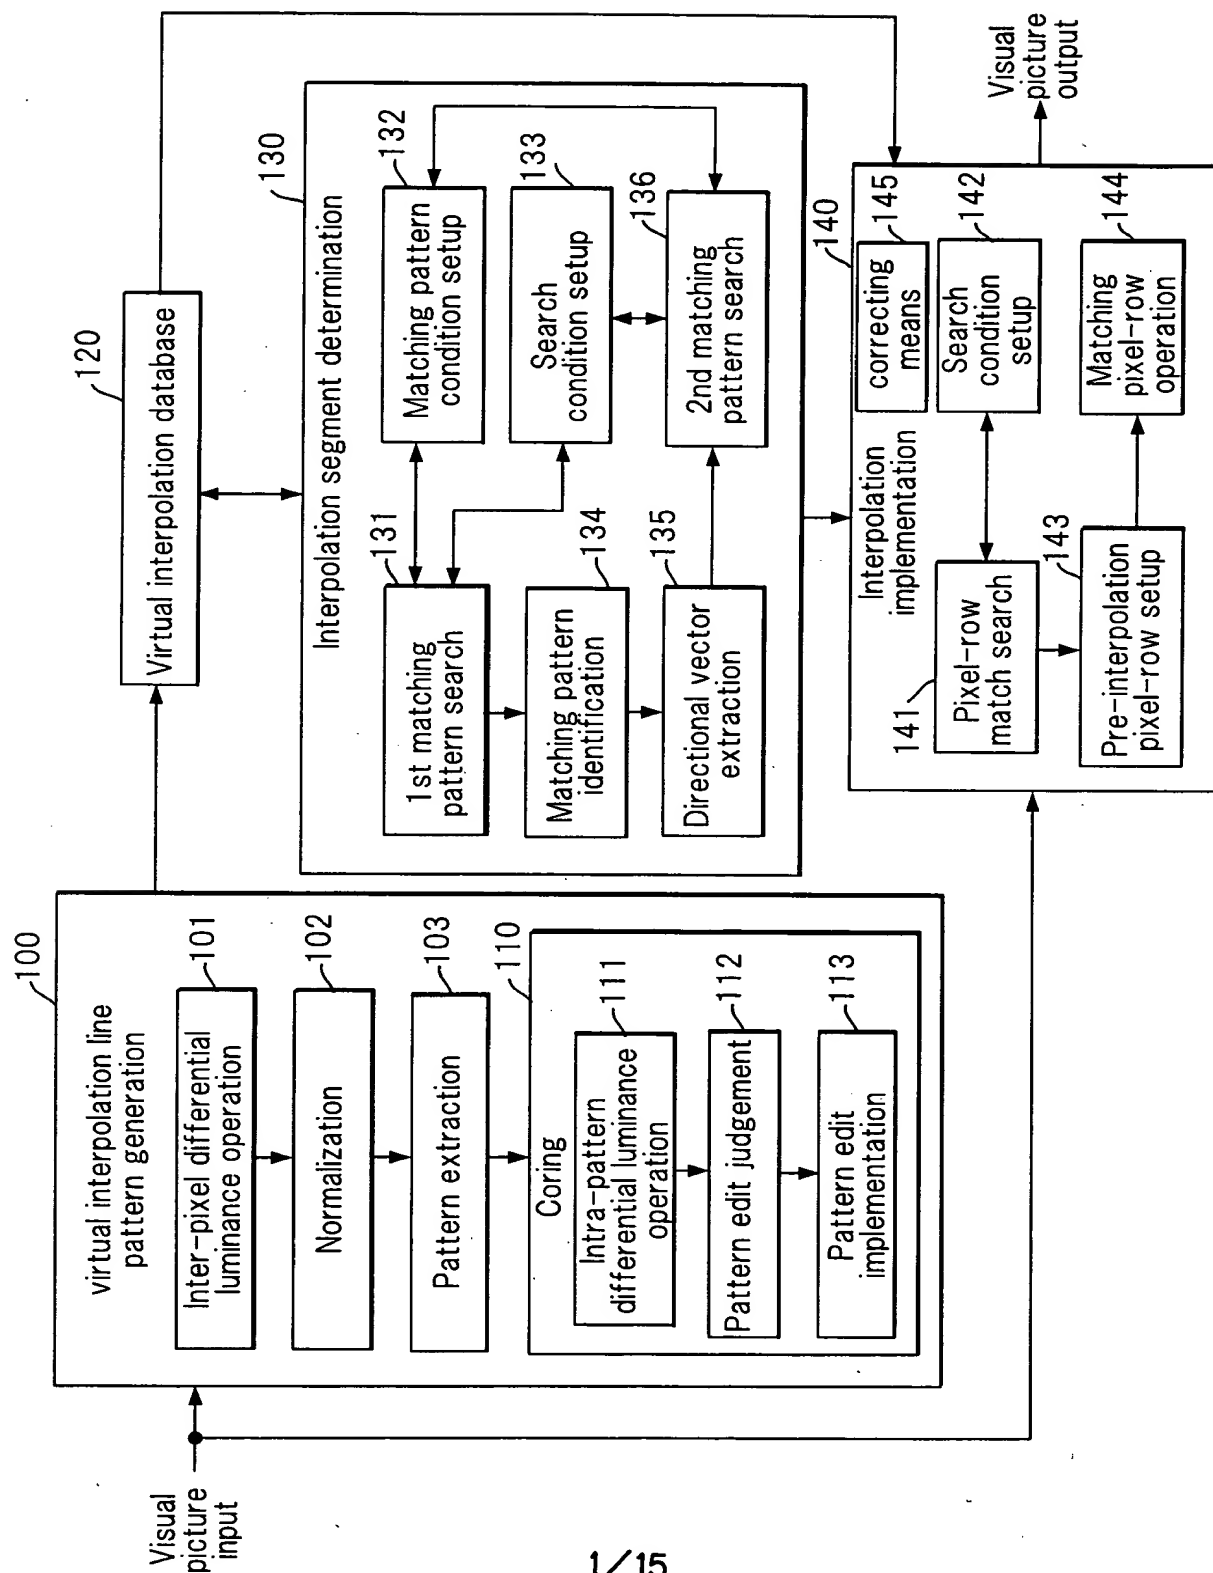 Visual
picture
input
100
virtual interpolation line
pattern generation
101
Inter-pixel differential
luminance operation
102
Normalization
103
Pattern extraction
110
Coring
111
Intra-pattern
differential luminance
operation
112
Pattern edit judgement
113
Pattern edit
implementation
120
Virtual interpolation database
130
Interpolation segment determination
131
1st matching
pattern search
132
Matching pattern
condition setup
133
Search
condition setup
134
Matching pattern
identification
135
Directional vector
extraction
136
2nd matching
pattern search
140
Interpolation
implementation
145
correcting
means
141
Pixel-row
match search
142
Search
condition
setup
143
Pre-interpolation
pixel-row setup
144
Matching
pixel-row
operation
Visual
picture
output
1/15